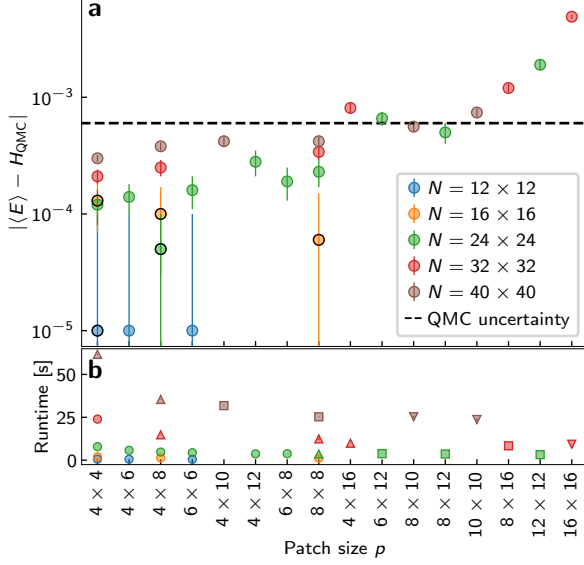 a
|⟨E⟩ − H_QMC|
10⁻³
10⁻⁴
10⁻⁵
N = 12 × 12
N = 16 × 16
N = 24 × 24
N = 32 × 32
N = 40 × 40
QMC uncertainty
b
Runtime [s]
50
25
0
4 × 4
4 × 6
4 × 8
6 × 6
4 × 10
4 × 12
6 × 8
8 × 8
4 × 16
6 × 12
8 × 10
8 × 12
10 × 10
8 × 16
12 × 12
16 × 16
Patch size p